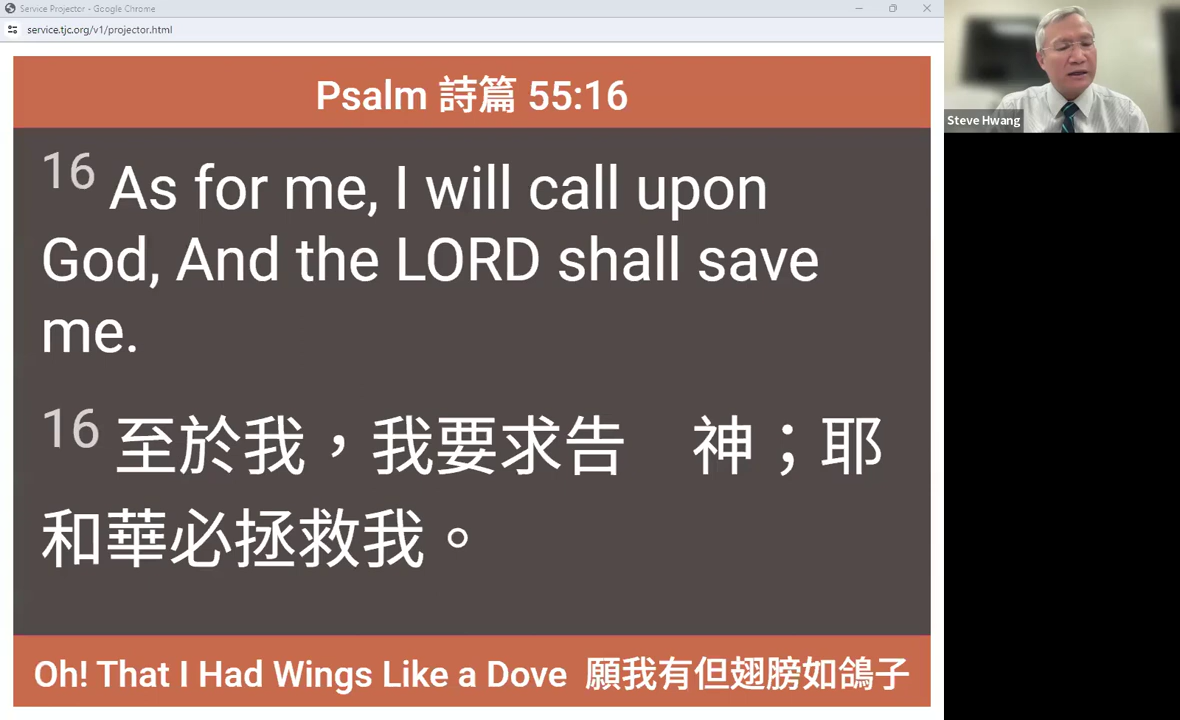 Service Projector - Google Chrome
service.tjc.org/v1/projector.html
Psalm 詩篇 55:16
16 As for me, I will call upon
God, And the LORD shall save
me.
16 至於我，我要求告　神；耶
和華必拯救我。
Oh! That I Had Wings Like a Dove 願我有但翅膀如鴿子
Steve Hwang